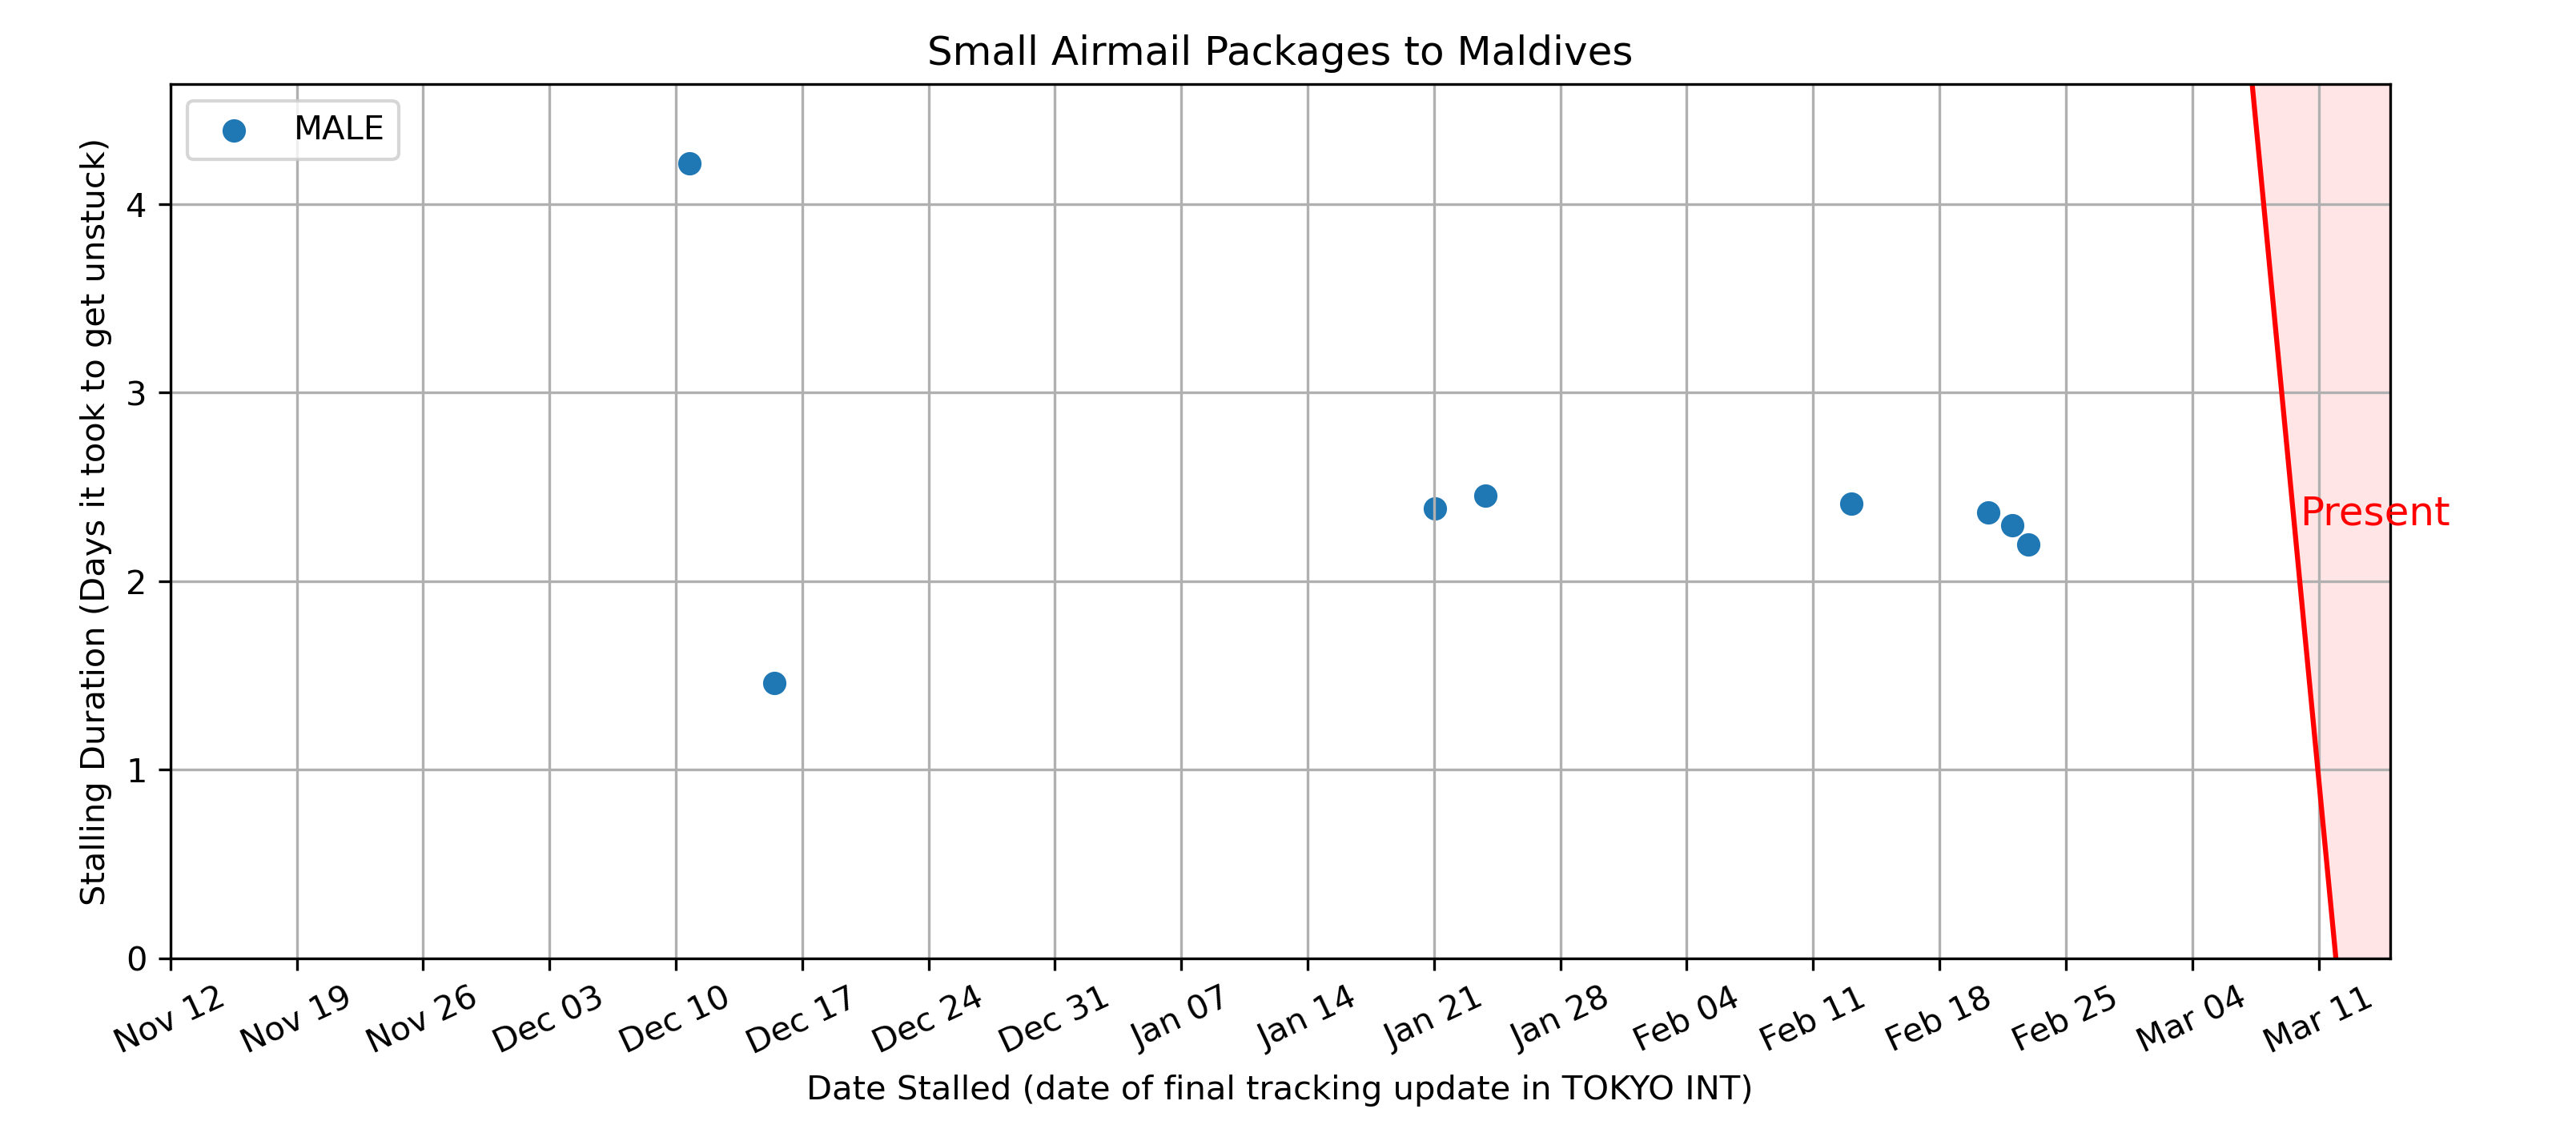 Small Airmail Packages to Maldives
MALE
Stalling Duration (Days it took to get unstuck)
4
3
2
1
0
Present
Nov 12
Nov 19
Nov 26
Dec 03
Dec 10
Dec 17
Dec 24
Dec 31
Jan 07
Jan 14
Jan 21
Jan 28
Feb 04
Feb 11
Feb 18
Feb 25
Mar 04
Mar 11
Date Stalled (date of final tracking update in TOKYO INT)